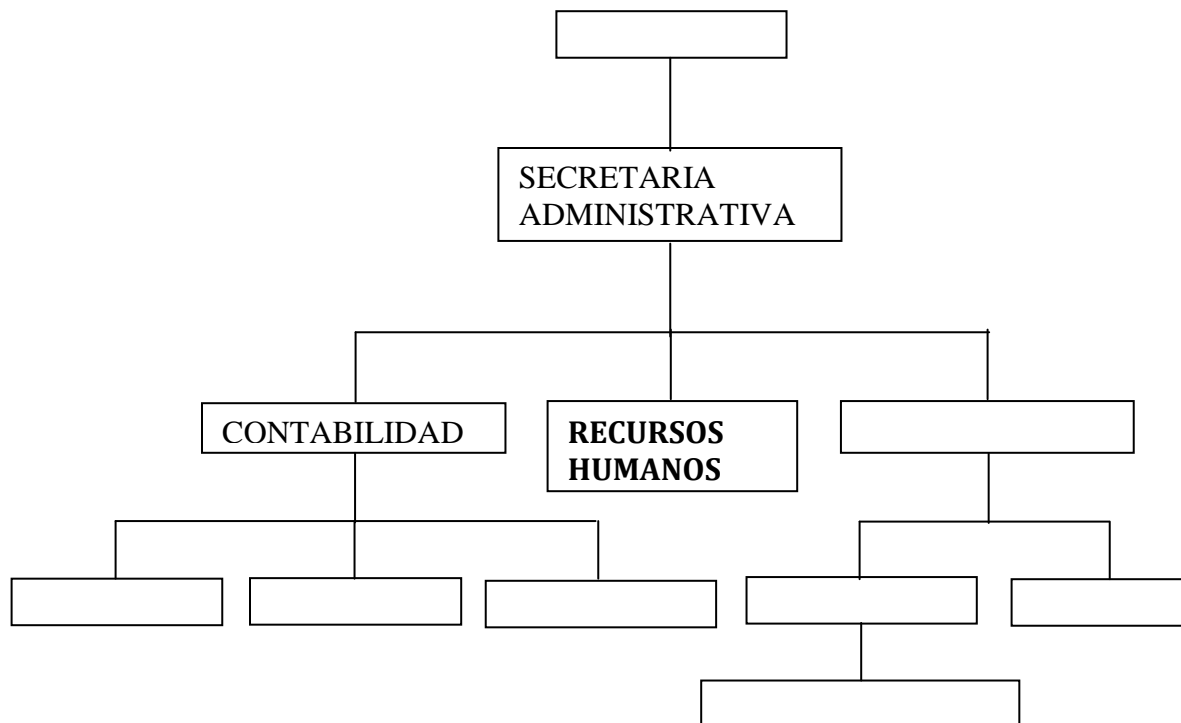 SECRETARIA
ADMINISTRATIVA
CONTABILIDAD
RECURSOS
HUMANOS